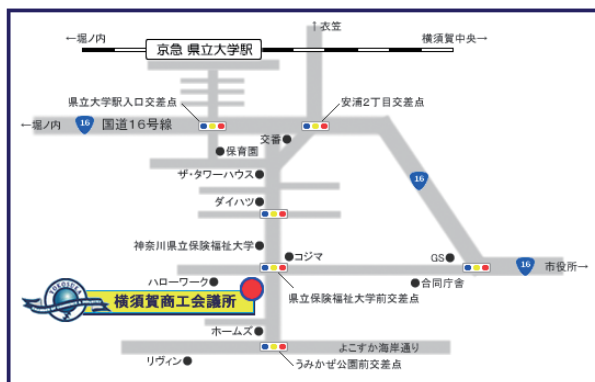 ↑衣笠
←堀ノ内
横須賀中央→
京急 県立大学駅
県立大学駅入口交差点
安浦2丁目交差点
←堀ノ内
16
国道16号線
交番●
●保育園
ザ・タワーハウス●
16
ダイハツ●
神奈川県立保険福祉大学●
●コジマ
GS●
16
市役所→
ハローワーク●
県立保険福祉大学前交差点
●合同庁舎
YOKOSUKA
横須賀商工会議所
ホームズ●
よこすか海岸通り
リヴィン●
うみかぜ公園前交差点